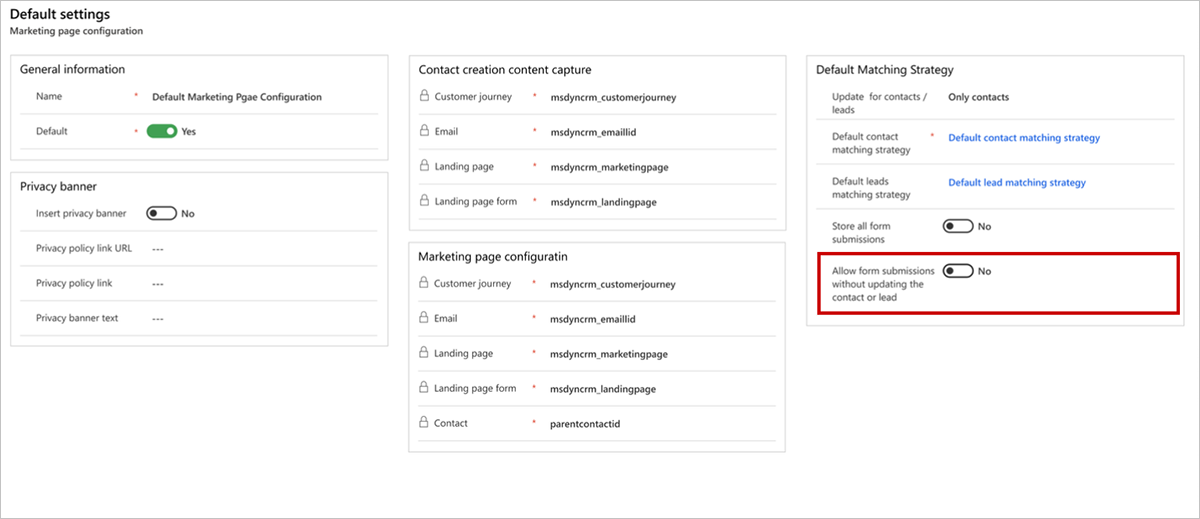 Default settings
Marketing page configuration
General information
Name * Default Marketing Pgae Configuration
Default * Yes
Privacy banner
Insert privacy banner No
Privacy policy link URL ---
Privacy policy link ---
Privacy banner text ---
Contact creation content capture
Customer journey * msdyncrm_customerjourney
Email * msdyncrm_emaillid
Landing page * msdyncrm_marketingpage
Landing page form * msdyncrm_landingpage
Marketing page configuratin
Customer journey * msdyncrm_customerjourney
Email * msdyncrm_emaillid
Landing page * msdyncrm_marketingpage
Landing page form * msdyncrm_landingpage
Contact * parentcontactid
Default Matching Strategy
Update for contacts / Only contacts
leads
Default contact * Default contact matching strategy
matching strategy
Default leads Default lead matching strategy
matching strategy
Store all form No
submissions
Allow form submissions No
without updating the
contact or lead